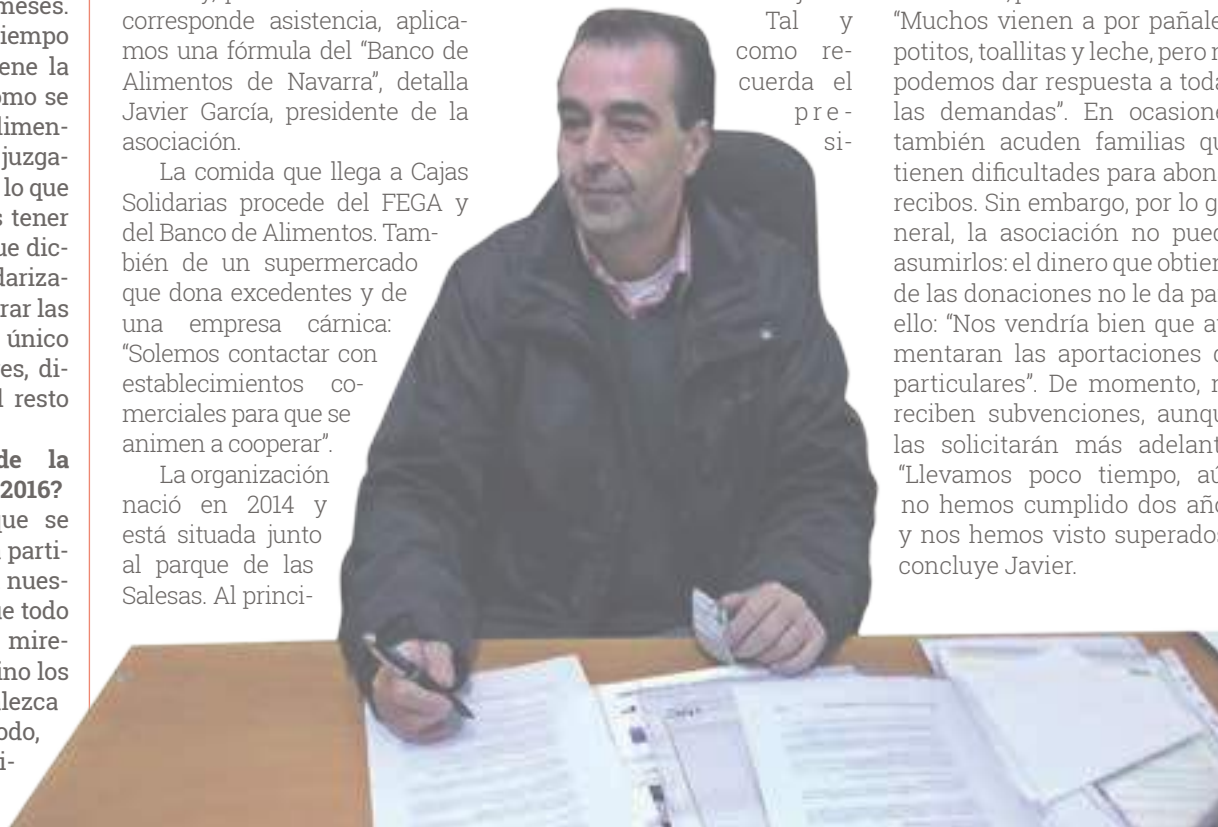 meses.
iempo
ene la
ómo se
limen-
juzga-
lo que
s tener
ue dic-
dariza-
rar las
único
es, di-
l resto
de la
2016?
que se
parti-
nues-
ue todo
mire-
ino los
lezca
odo,
i-
corresponde asistencia, aplica-
mos una fórmula del “Banco de
Alimentos de Navarra”, detalla
Javier García, presidente de la
asociación.
La comida que llega a Cajas
Solidarias procede del FEGA y
del Banco de Alimentos. Tam-
bién de un supermercado
que dona excedentes y de
una empresa cárnica:
“Solemos contactar con
establecimientos co-
merciales para que se
animen a cooperar”.
La organización
nació en 2014 y
está situada junto
al parque de las
Salesas. Al princi-
Tal y
como re-
cuerda el
pre-
si-
“Muchos vienen a por pañale
potitos, toallitas y leche, pero n
podemos dar respuesta a toda
las demandas”. En ocasione
también acuden familias qu
tienen dificultades para abon
recibos. Sin embargo, por lo g
neral, la asociación no pued
asumirlos: el dinero que obtien
de las donaciones no le da pa
ello: “Nos vendría bien que au
mentaran las aportaciones d
particulares”. De momento, n
reciben subvenciones, aunqu
las solicitarán más adelant
“Llevamos poco tiempo, aú
no hemos cumplido dos año
y nos hemos visto superados
concluye Javier.